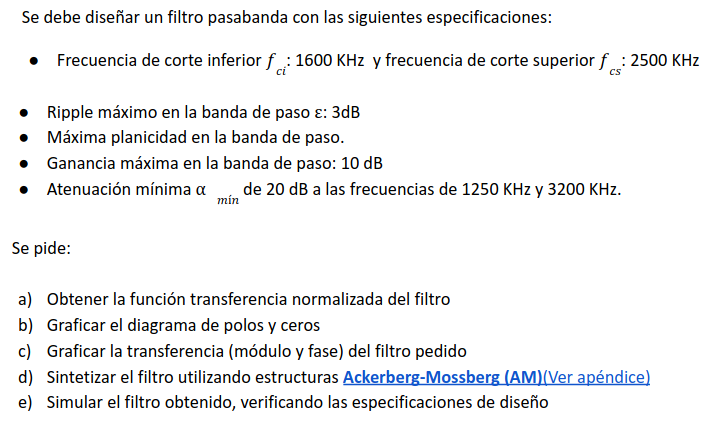 Se debe diseñar un filtro pasabanda con las siguientes especificaciones:
● Frecuencia de corte inferior f ci: 1600 KHz y frecuencia de corte superior f cs: 2500 KHz
● Ripple máximo en la banda de paso ε: 3dB
● Máxima planicidad en la banda de paso.
● Ganancia máxima en la banda de paso: 10 dB
● Atenuación mínima α mín de 20 dB a las frecuencias de 1250 KHz y 3200 KHz.
Se pide:
a) Obtener la función transferencia normalizada del filtro
b) Graficar el diagrama de polos y ceros
c) Graficar la transferencia (módulo y fase) del filtro pedido
d) Sintetizar el filtro utilizando estructuras Ackerberg-Mossberg (AM)(Ver apéndice)
e) Simular el filtro obtenido, verificando las especificaciones de diseño